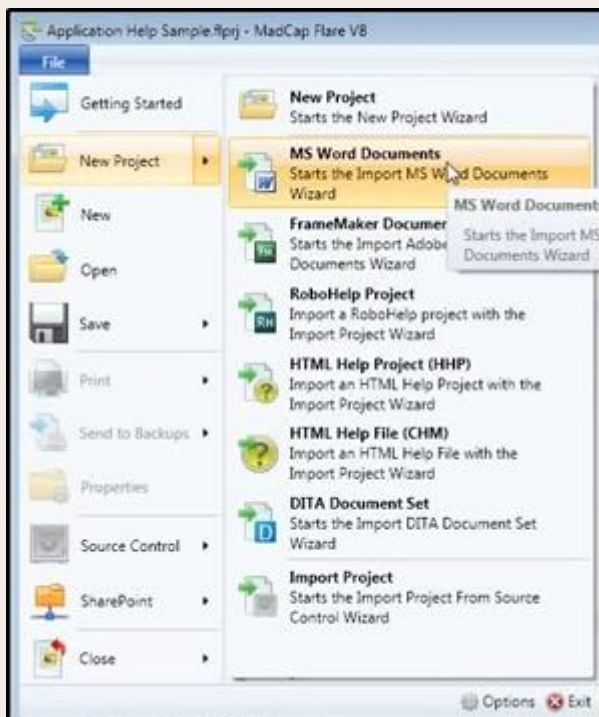 Application Help Sample.flprj - MadCap Flare V8
File
Getting Started
New Project
New
Open
Save
Print
Send to Backups
Properties
Source Control
SharePoint
Close
New Project
Starts the New Project Wizard
MS Word Documents
Starts the Import MS Word Documents
Wizard
MS Word Document
Starts the Import MS
Documents Wizard
FrameMaker Documen
Starts the Import Adobe
Documents Wizard
RoboHelp Project
Import a RoboHelp project with the
Import Project Wizard
HTML Help Project (HHP)
Import an HTML Help Project with the
Import Project Wizard
HTML Help File (CHM)
Import an HTML Help File with the
Import Project Wizard
DITA Document Set
Starts the Import DITA Document Set
Wizard
Import Project
Starts the Import Project From Source
Control Wizard
Options Exit